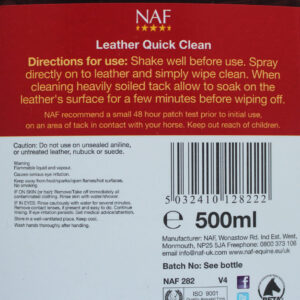 NAF
Leather Quick Clean
Directions for use: Shake well before use. Spray
directly on to leather and simply wipe clean. When
cleaning heavily soiled tack allow to soak on the
leather's surface for a few minutes before wiping off.
NAF recommend a small 48 hour patch test prior to initial use,
on an area of tack in contact with your horse. Keep out reach of children.
Caution: Do not use on unsealed aniline,
or untreated leather, nubuck or suede.
Warning
Flammable liquid and vapour.
Causes serious eye irritation.
Keep away from heat/sparks/open flames/hot surfaces.
No smoking.
IF ON SKIN (or hair) Remove/Take off immediately all
contaminated clothing. Rinse skin with water/shower.
IF IN EYES: Rinse cautiously with water for several minutes.
Remove contact lenses, if present and easy to do. Continue
rinsing. If eye irritation persists: Get medical advice/attention.
Store in a well-ventilated place. Keep cool.
Wash hands thoroughly after handling.
5 032410 128222
e 500ml
Manufacturer: NAF, Wonastow Rd. Ind Est. West,
Monmouth, NP25 5JA Freephone: 0800 373 106
info@naf-uk.com www.naf-equine.eu/uk
Batch No: See bottle
NAF 282 V4
ISO 9001
BETA